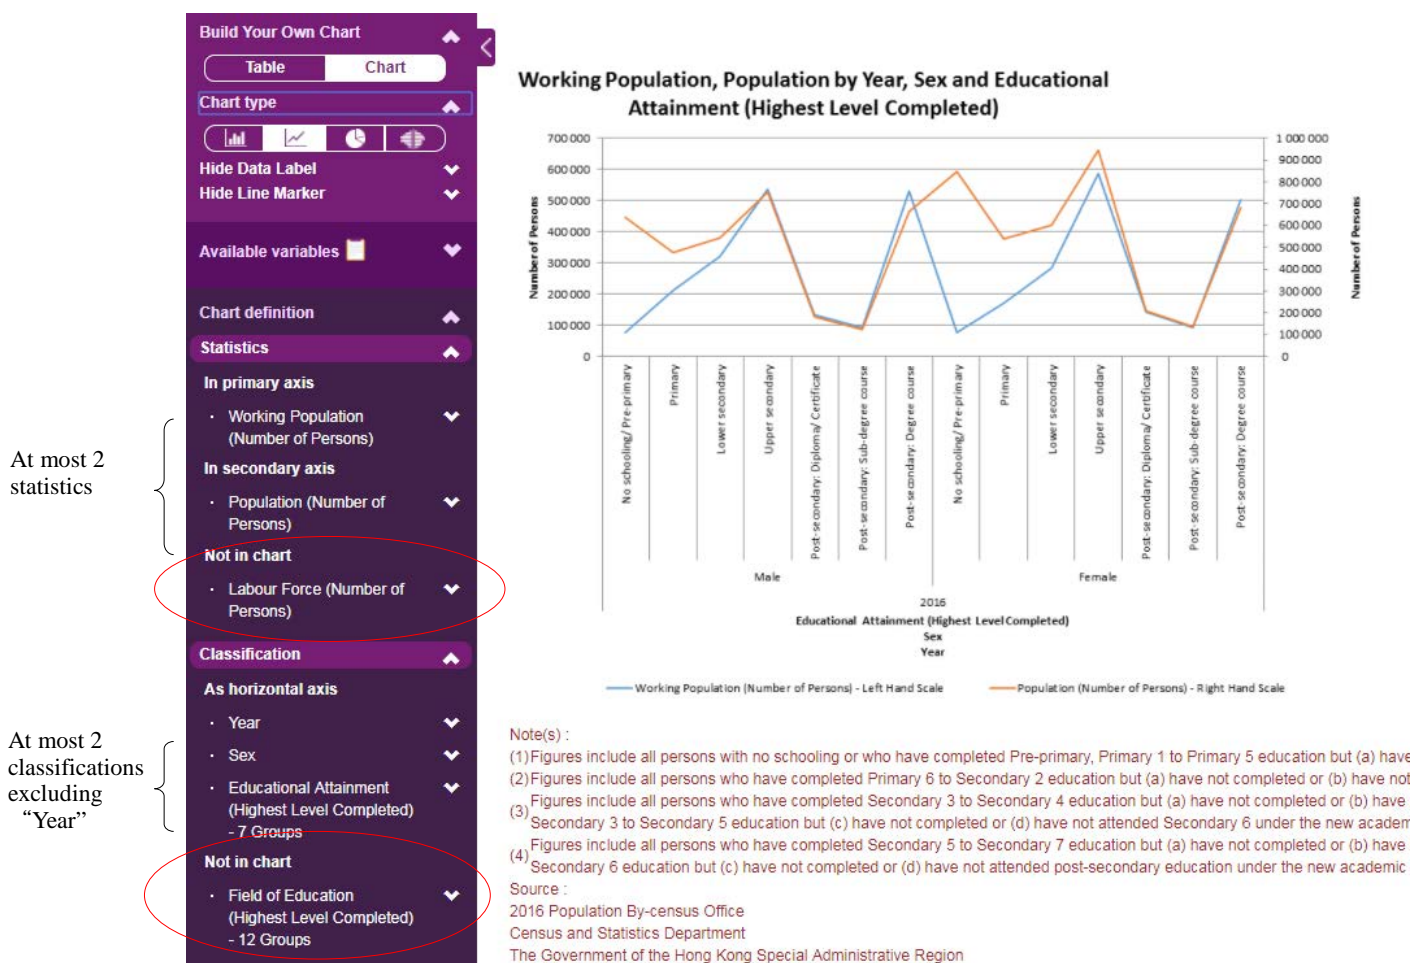 Build Your Own Chart
Table
Chart
Chart type
Hide Data Label
Hide Line Marker
Available variables
Chart definition
Statistics
In primary axis
· Working Population
(Number of Persons)
In secondary axis
· Population (Number of
Persons)
Not in chart
· Labour Force (Number of
Persons)
Classification
As horizontal axis
· Year
· Sex
· Educational Attainment
(Highest Level Completed)
- 7 Groups
Not in chart
· Field of Education
(Highest Level Completed)
- 12 Groups
At most 2
statistics
At most 2
classifications
excluding
“Year”
Working Population, Population by Year, Sex and Educational
Attainment (Highest Level Completed)
700 000
600 000
500 000
400 000
300 000
200 000
100 000
0
Number of Persons
1 000 000
900 000
800 000
700 000
600 000
500 000
400 000
300 000
200 000
100 000
0
Number of Persons
No schooling/ Pre-primary
Primary
Lower secondary
Upper secondary
Post-secondary: Diploma/ Certificate
Post-secondary: Sub-degree course
Post-secondary: Degree course
No schooling/ Pre-primary
Primary
Lower secondary
Upper secondary
Post-secondary: Diploma/ Certificate
Post-secondary: Sub-degree course
Post-secondary: Degree course
Male
Female
2016
Educational Attainment (Highest Level Completed)
Sex
Year
Working Population (Number of Persons) - Left Hand Scale
Population (Number of Persons) - Right Hand Scale
Note(s) :
(1) Figures include all persons with no schooling or who have completed Pre-primary, Primary 1 to Primary 5 education but (a) have
(2) Figures include all persons who have completed Primary 6 to Secondary 2 education but (a) have not completed or (b) have not
(3) Figures include all persons who have completed Secondary 3 to Secondary 4 education but (a) have not completed or (b) have
Secondary 3 to Secondary 5 education but (c) have not completed or (d) have not attended Secondary 6 under the new academ
(4) Figures include all persons who have completed Secondary 5 to Secondary 7 education but (a) have not completed or (b) have
Secondary 6 education but (c) have not completed or (d) have not attended post-secondary education under the new academic
Source :
2016 Population By-census Office
Census and Statistics Department
The Government of the Hong Kong Special Administrative Region